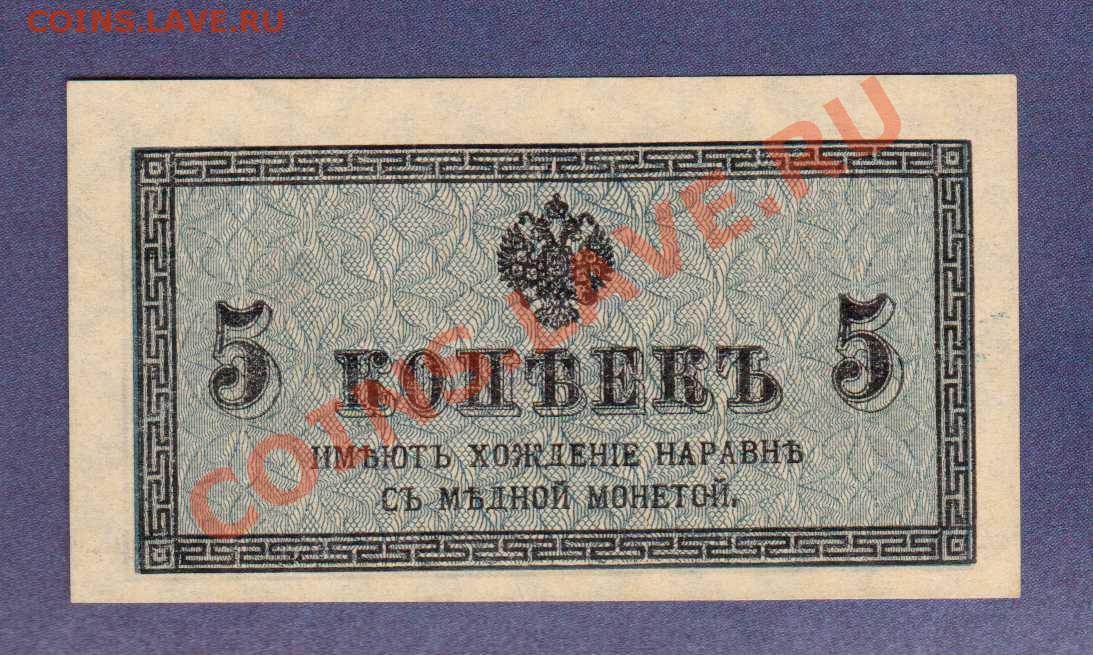 COINS.LAVE.RU
5 КОПѢЕКЪ 5
ИМѢЮТЪ ХОЖДЕНІЕ НАРАВНѢ
СЪ МѢДНОЙ МОНЕТОЙ.
COINS.LAVE.RU